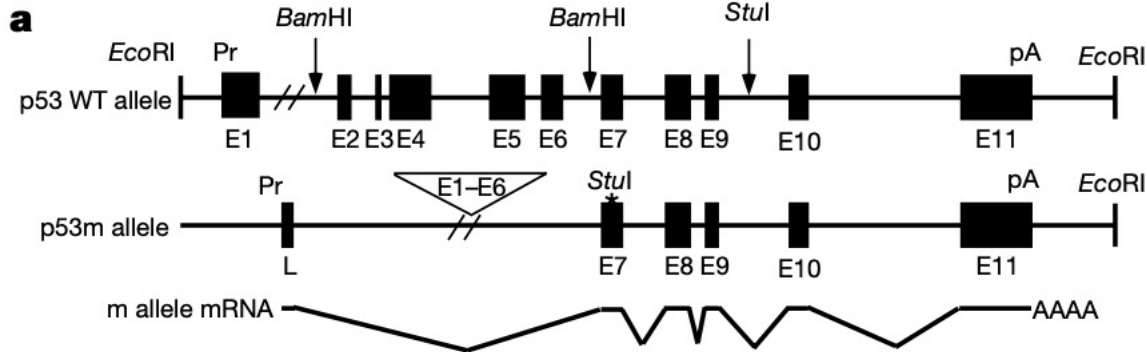 a
BamHI BamHI StuI
EcoRI Pr pA EcoRI
p53 WT allele
E1 E2 E3 E4 E5 E6 E7 E8 E9 E10 E11
Pr E1–E6 StuI pA EcoRI
*
p53m allele
L E7 E8 E9 E10 E11
m allele mRNA AAAA